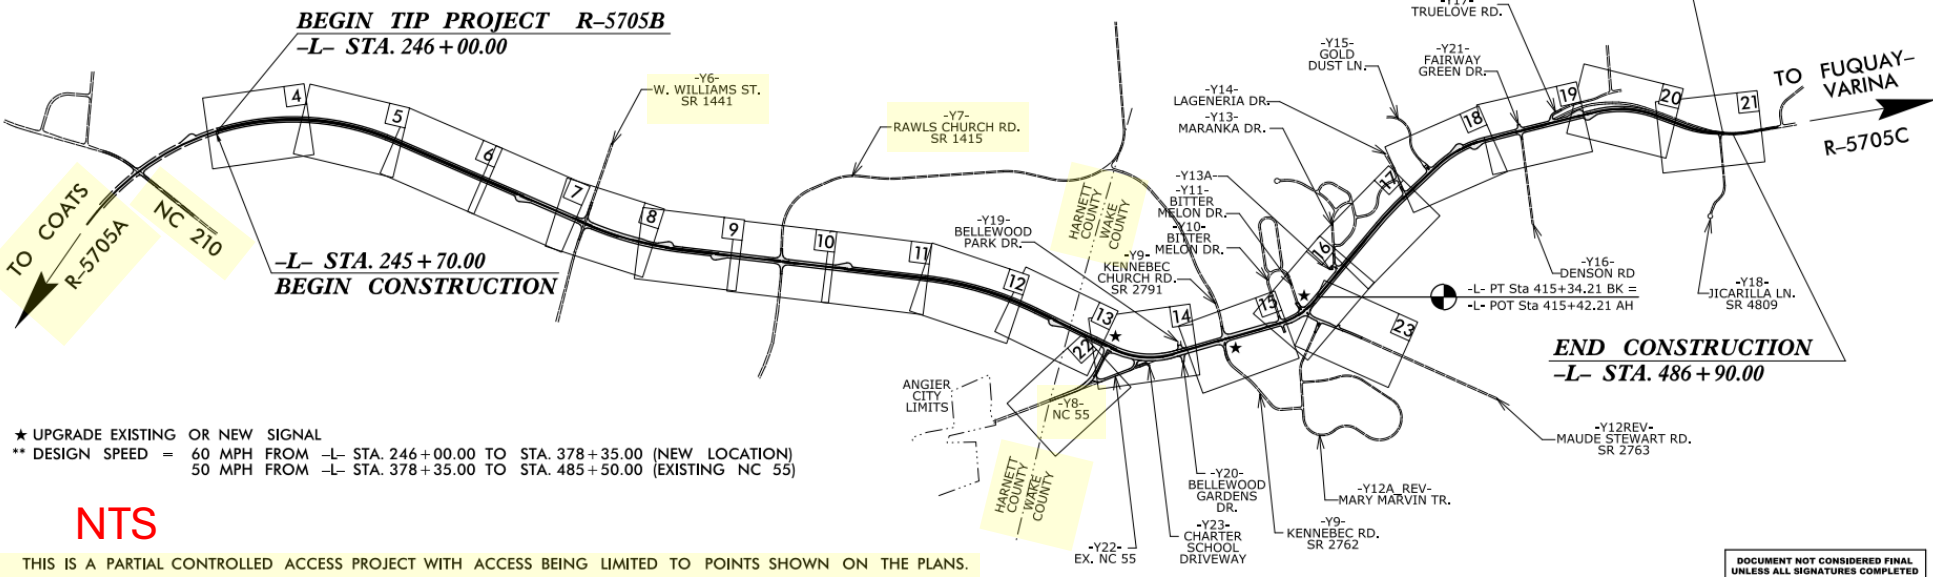 BEGIN TIP PROJECT R-5705B
-L- STA. 246+00.00
-Y6-
W. WILLIAMS ST.
SR 1441
-Y7-
RAWLS CHURCH RD.
SR 1415
-Y17-
TRUELOVE RD.
-Y15-
GOLD
DUST LN.
-Y21-
FAIRWAY
GREEN DR.
-Y14-
LAGENERIA DR.
-Y13-
MARANKA DR.
-Y13A-
-Y11-
BITTER
MELON DR.
-Y10-
BITTER
MELON DR.
-Y19-
BELLEWOOD
PARK DR.
-Y9-
KENNEBEC
CHURCH RD.
SR 2791
TO FUQUAY-
VARINA
R-5705C
4
5
6
7
8
9
10
11
12
13
14
15
16
17
18
19
20
21
22
23
TO COATS
R-5705A
NC 210
-L- STA. 245+70.00
BEGIN CONSTRUCTION
HARNETT
COUNTY
WAKE
COUNTY
-Y16-
DENSON RD
-Y18-
JICARILLA LN.
SR 4809
-L- PT Sta 415+34.21 BK =
-L- POT Sta 415+42.21 AH
END CONSTRUCTION
-L- STA. 486+90.00
ANGIER
CITY
LIMITS
-Y8-
NC 55
-Y12REV-
MAUDE STEWART RD.
SR 2763
-Y12A_REV-
MARY MARVIN TR.
-Y20-
BELLEWOOD
GARDENS
DR.
-Y9-
KENNEBEC RD.
SR 2762
-Y23-
CHARTER
SCHOOL
DRIVEWAY
-Y22-
EX. NC 55
HARNETT
COUNTY
WAKE
COUNTY
★ UPGRADE EXISTING OR NEW SIGNAL
** DESIGN SPEED = 60 MPH FROM -L- STA. 246+00.00 TO STA. 378+35.00 (NEW LOCATION)
50 MPH FROM -L- STA. 378+35.00 TO STA. 485+50.00 (EXISTING NC 55)
NTS
THIS IS A PARTIAL CONTROLLED ACCESS PROJECT WITH ACCESS BEING LIMITED TO POINTS SHOWN ON THE PLANS.
DOCUMENT NOT CONSIDERED FINAL
UNLESS ALL SIGNATURES COMPLETED